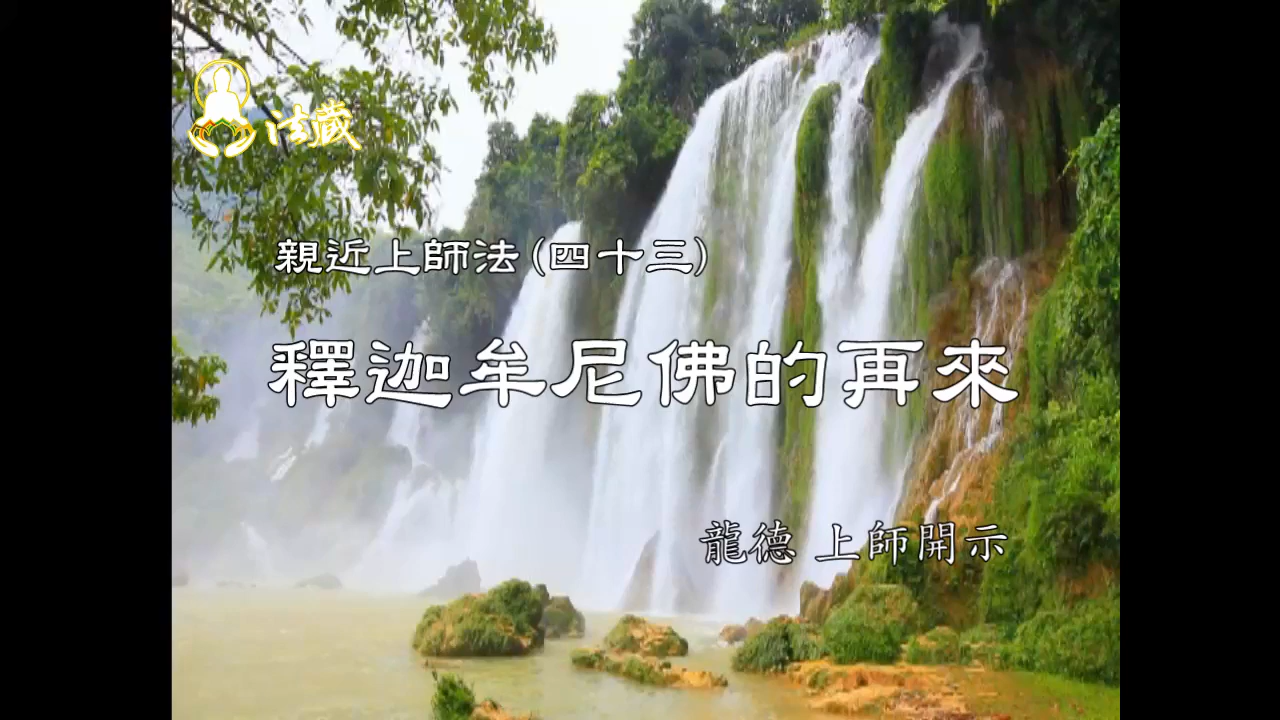 法藏
親近上師法(四十三)
釋迦牟尼佛的再來
龍德 上師開示